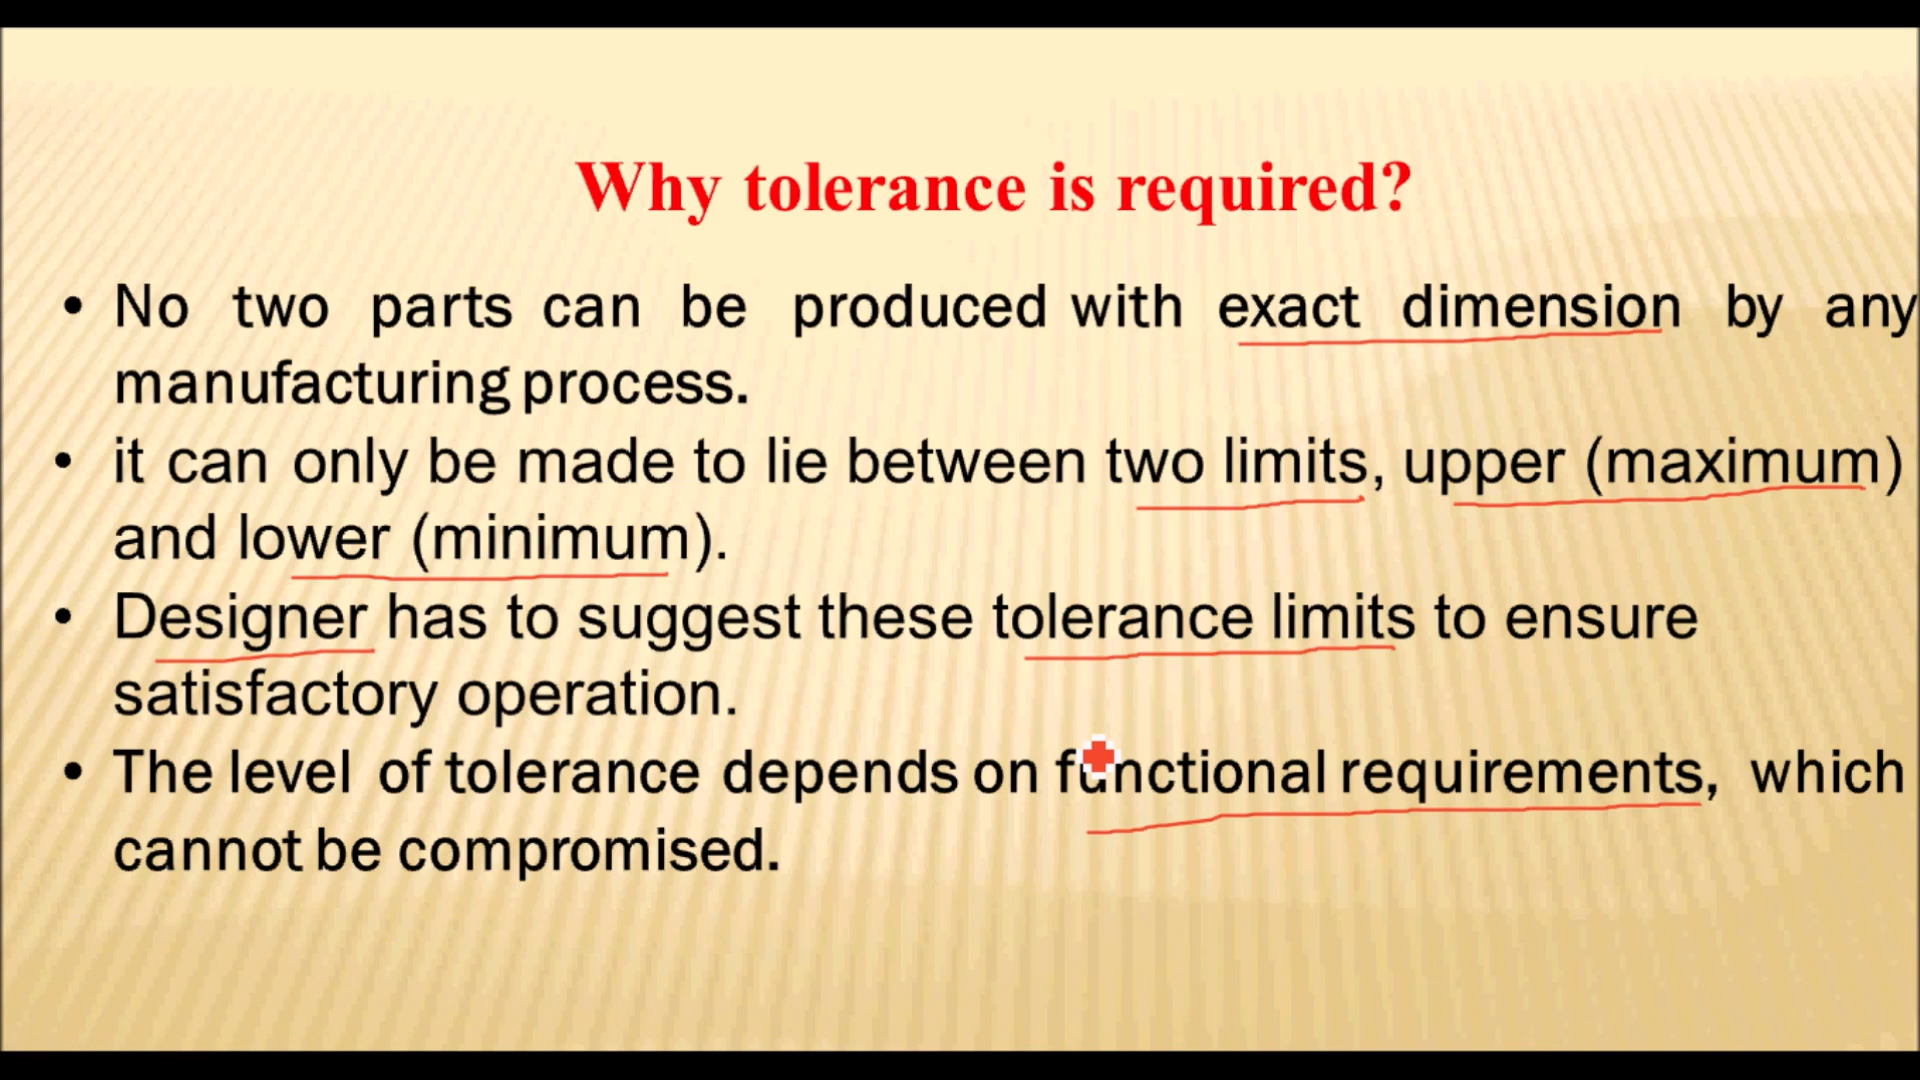 Why tolerance is required?
• No two parts can be produced with exact dimension by any
manufacturing process.
• it can only be made to lie between two limits, upper (maximum)
and lower (minimum).
• Designer has to suggest these tolerance limits to ensure
satisfactory operation.
• The level of tolerance depends on functional requirements, which
cannot be compromised.